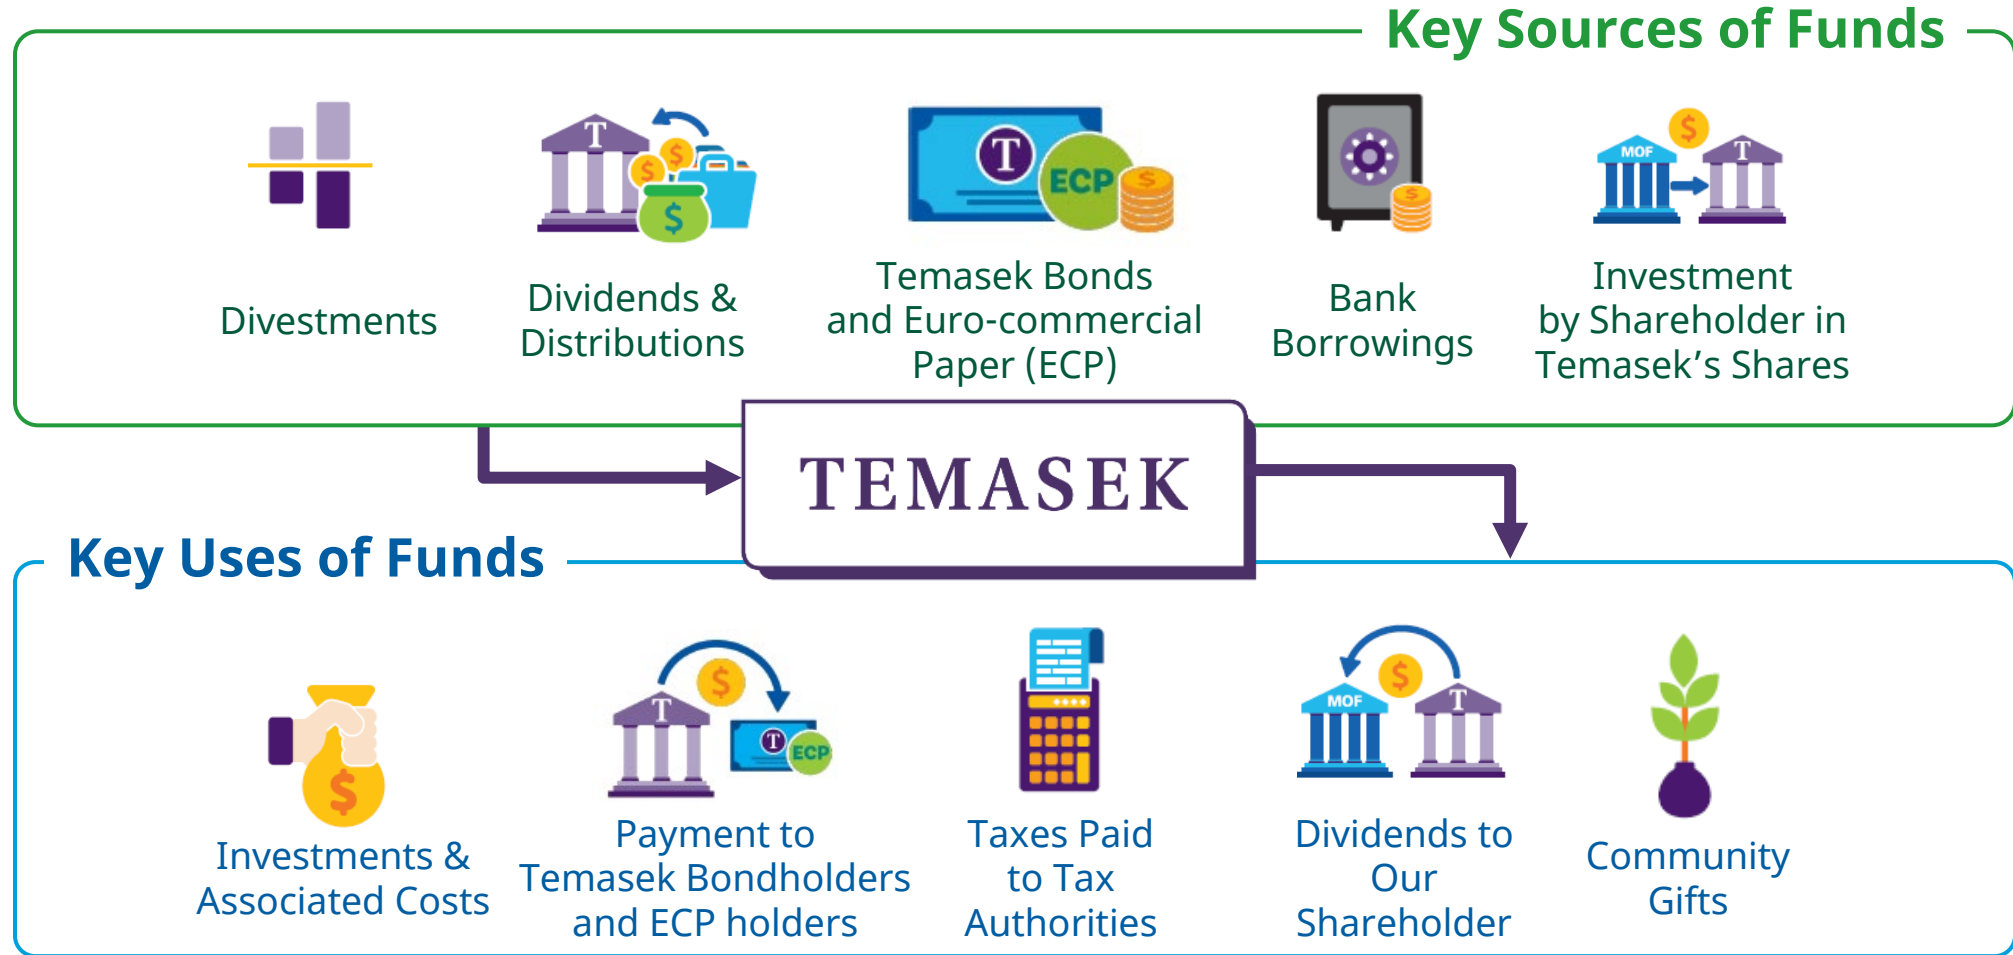 Key Sources of Funds
T
$
$
$
T
ECP
$
$
MOF
$
T
Divestments
Dividends &
Distributions
Temasek Bonds
and Euro-commercial
Paper (ECP)
Bank
Borrowings
Investment
by Shareholder in
Temasek’s Shares
TEMASEK
Key Uses of Funds
$
T
$
T
ECP
MOF
$
T
Investments &
Associated Costs
Payment to
Temasek Bondholders
and ECP holders
Taxes Paid
to Tax
Authorities
Dividends to
Our
Shareholder
Community
Gifts